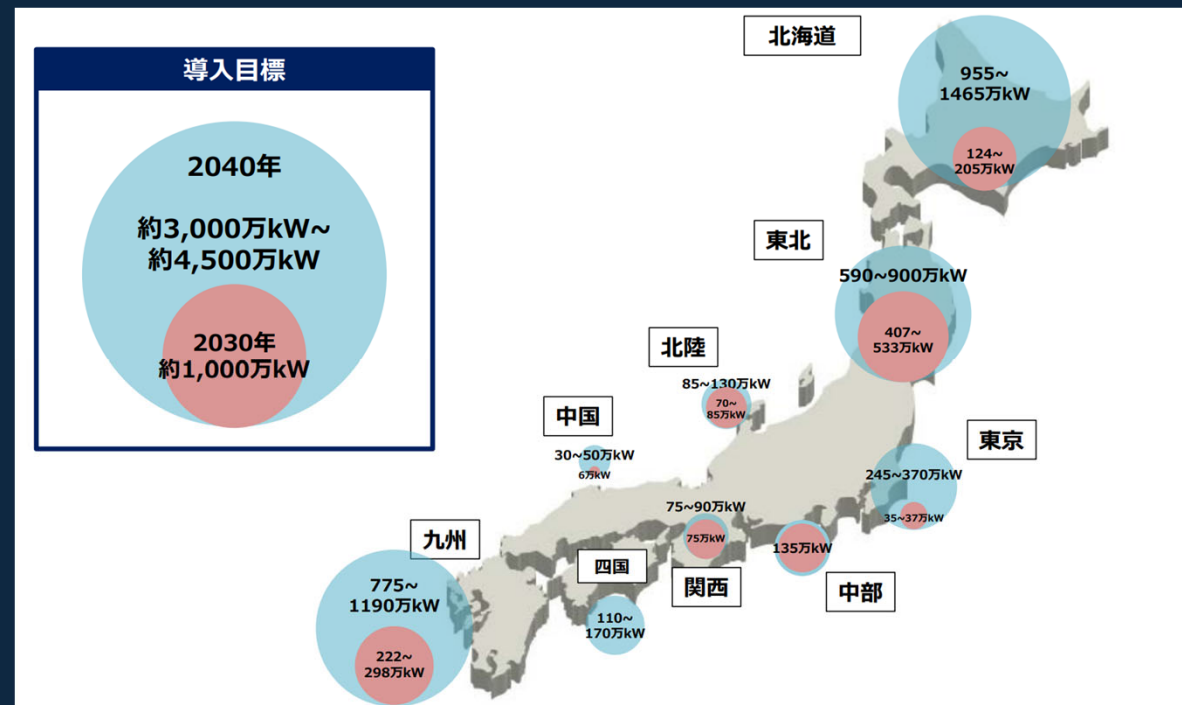 導入目標
2040年
約3,000万kW~
約4,500万kW
2030年
約1,000万kW
北海道
955~
1465万kW
124~
205万kW
東北
590~900万kW
407~
533万kW
北陸
85~130万kW
70~
85万kW
中国
30~50万kW
6万kW
東京
245~370万kW
35~37万kW
九州
775~
1190万kW
222~
298万kW
四国
110~
170万kW
75~90万kW
75万kW
関西
135万kW
中部